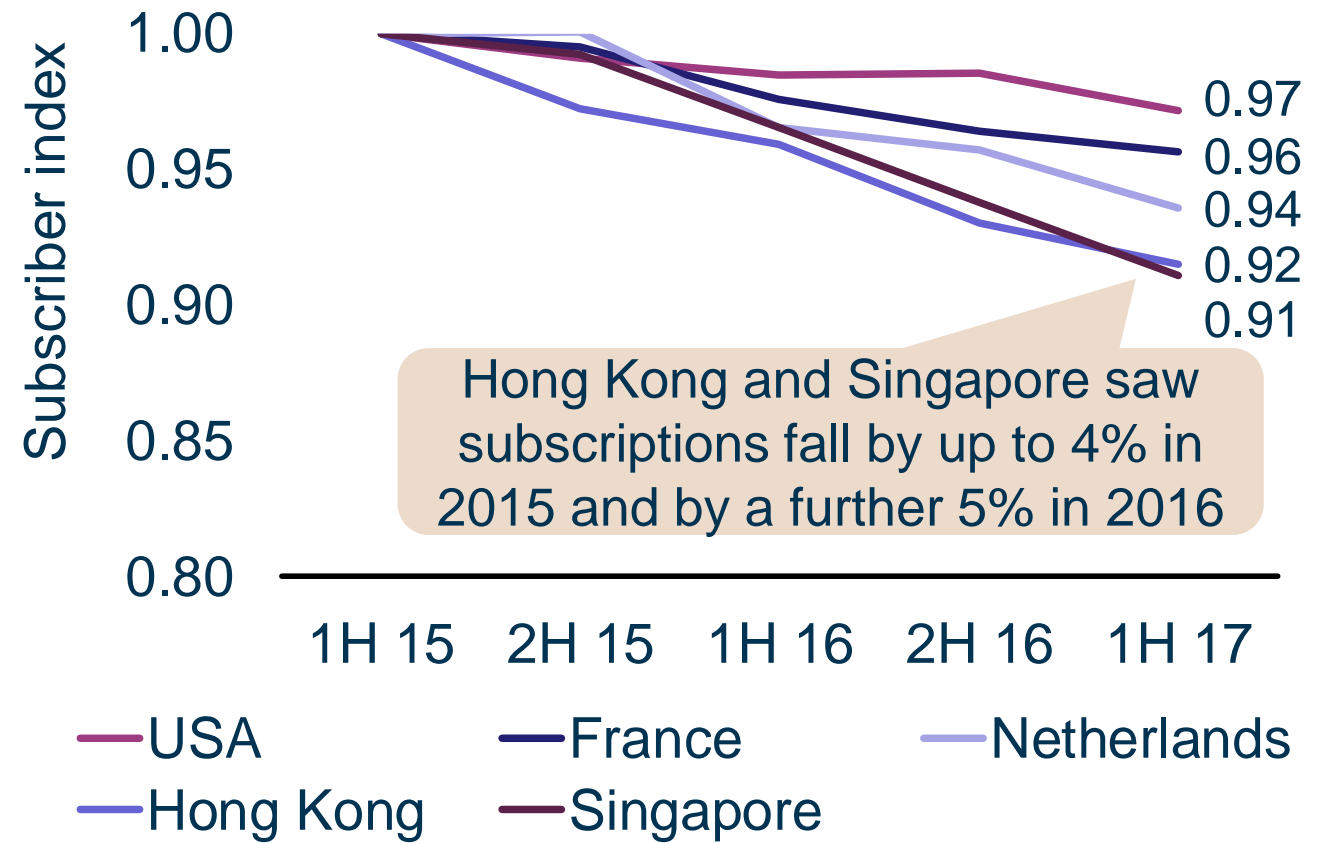 Subscriber index
1.00
0.95
0.90
0.85
0.80
0.97
0.96
0.94
0.92
0.91
Hong Kong and Singapore saw
subscriptions fall by up to 4% in
2015 and by a further 5% in 2016
1H 15 2H 15 1H 16 2H 16 1H 17
USA France Netherlands
Hong Kong Singapore